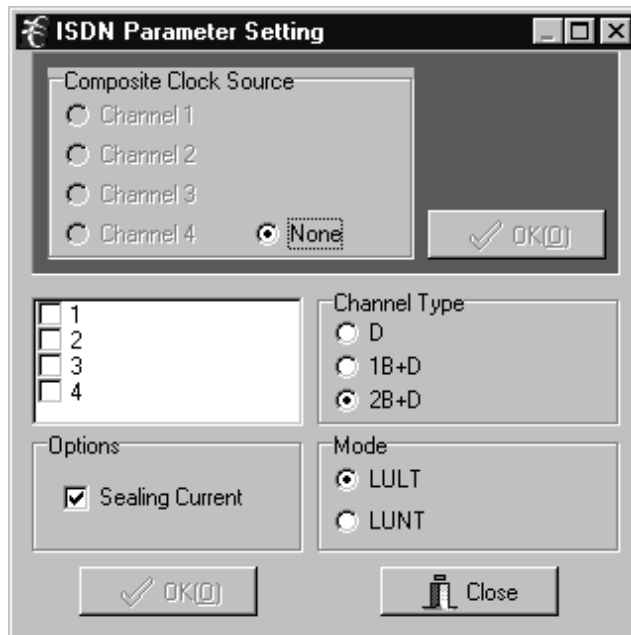 ISDN Parameter Setting
Composite Clock Source
Channel 1
Channel 2
Channel 3
Channel 4 None
OK(O)
1
2
3
4
Channel Type
D
1B+D
2B+D
Options
Sealing Current
Mode
LULT
LUNT
OK(O)
Close